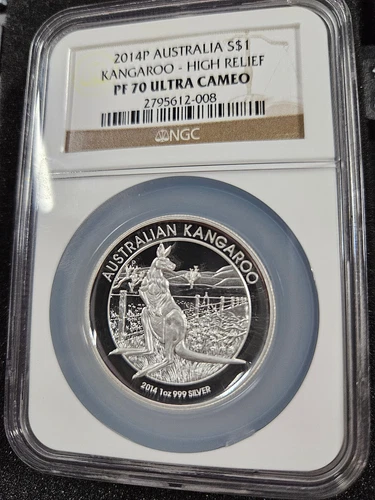 2014P AUSTRALIA S$1
KANGAROO - HIGH RELIEF
PF 70 ULTRA CAMEO
2795612-008
NGC
AUSTRALIAN KANGAROO
2014 1oz 999 SILVER